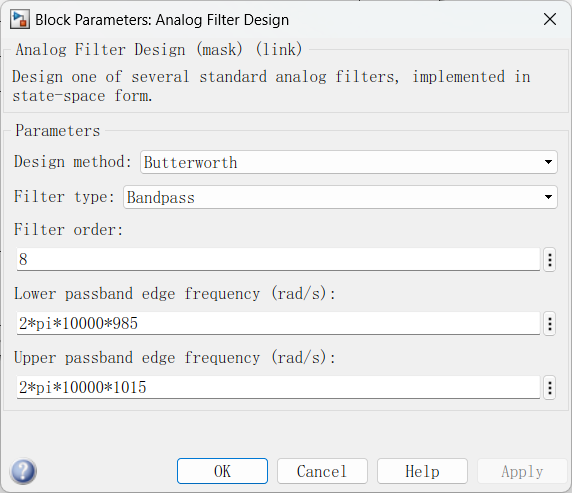 Block Parameters: Analog Filter Design
Analog Filter Design (mask) (link)
Design one of several standard analog filters, implemented in
state-space form.
Parameters
Design method: Butterworth
Filter type: Bandpass
Filter order:
8
Lower passband edge frequency (rad/s):
2*pi*10000*985
Upper passband edge frequency (rad/s):
2*pi*10000*1015
? OK Cancel Help Apply